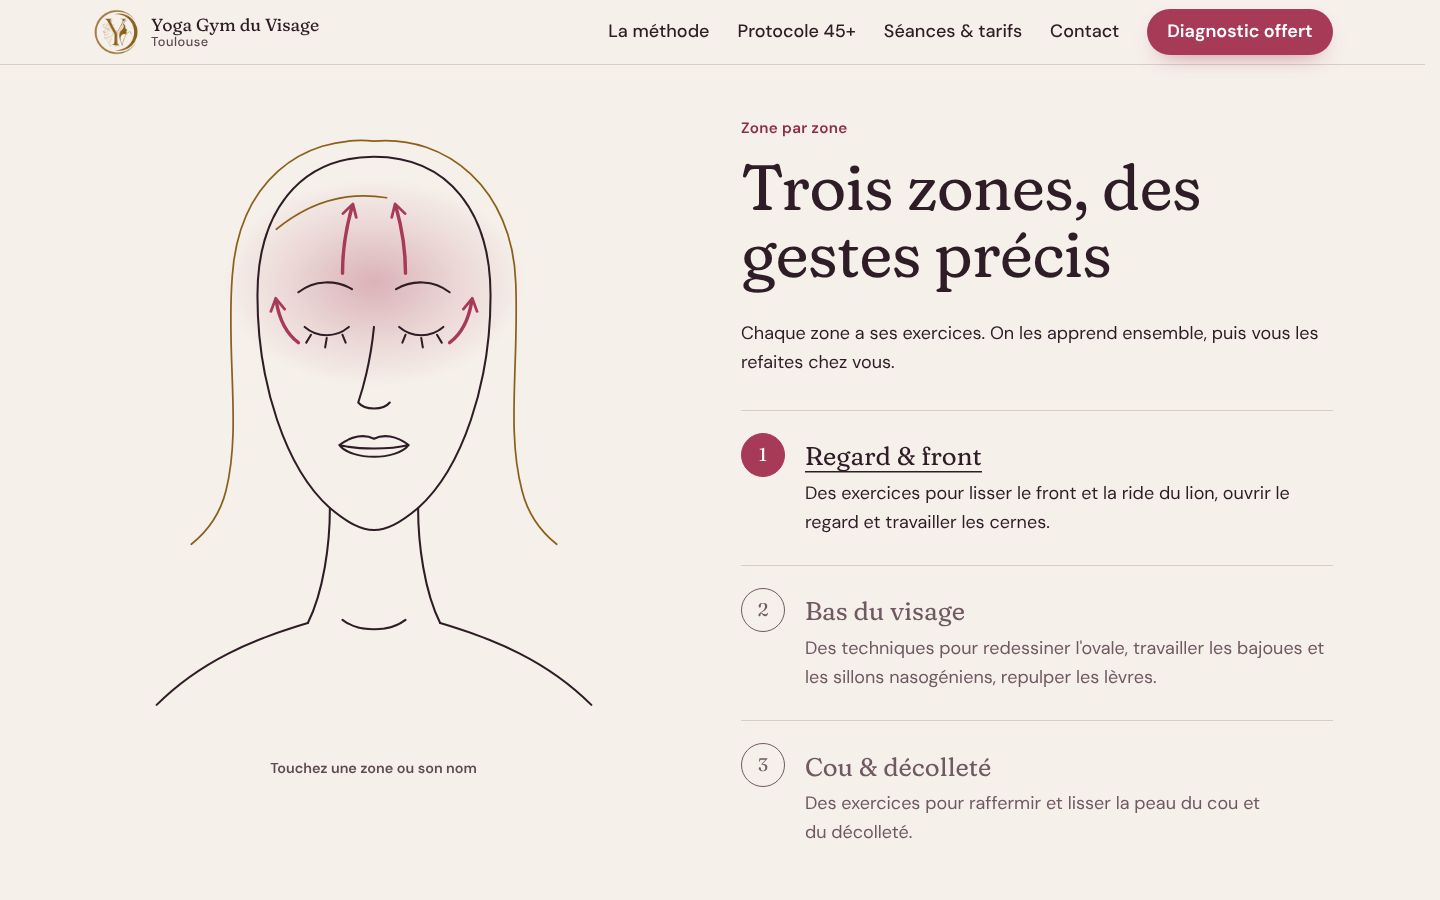 Yoga Gym du Visage
Toulouse
La méthode
Protocole 45+
Séances & tarifs
Contact
Diagnostic offert
Zone par zone
Trois zones, des
gestes précis
Chaque zone a ses exercices. On les apprend ensemble, puis vous les
refaites chez vous.
1
Regard & front
Des exercices pour lisser le front et la ride du lion, ouvrir le
regard et travailler les cernes.
2
Bas du visage
Des techniques pour redessiner l'ovale, travailler les bajoues et
les sillons nasogéniens, repulper les lèvres.
3
Cou & décolleté
Des exercices pour raffermir et lisser la peau du cou et
du décolleté.
Touchez une zone ou son nom